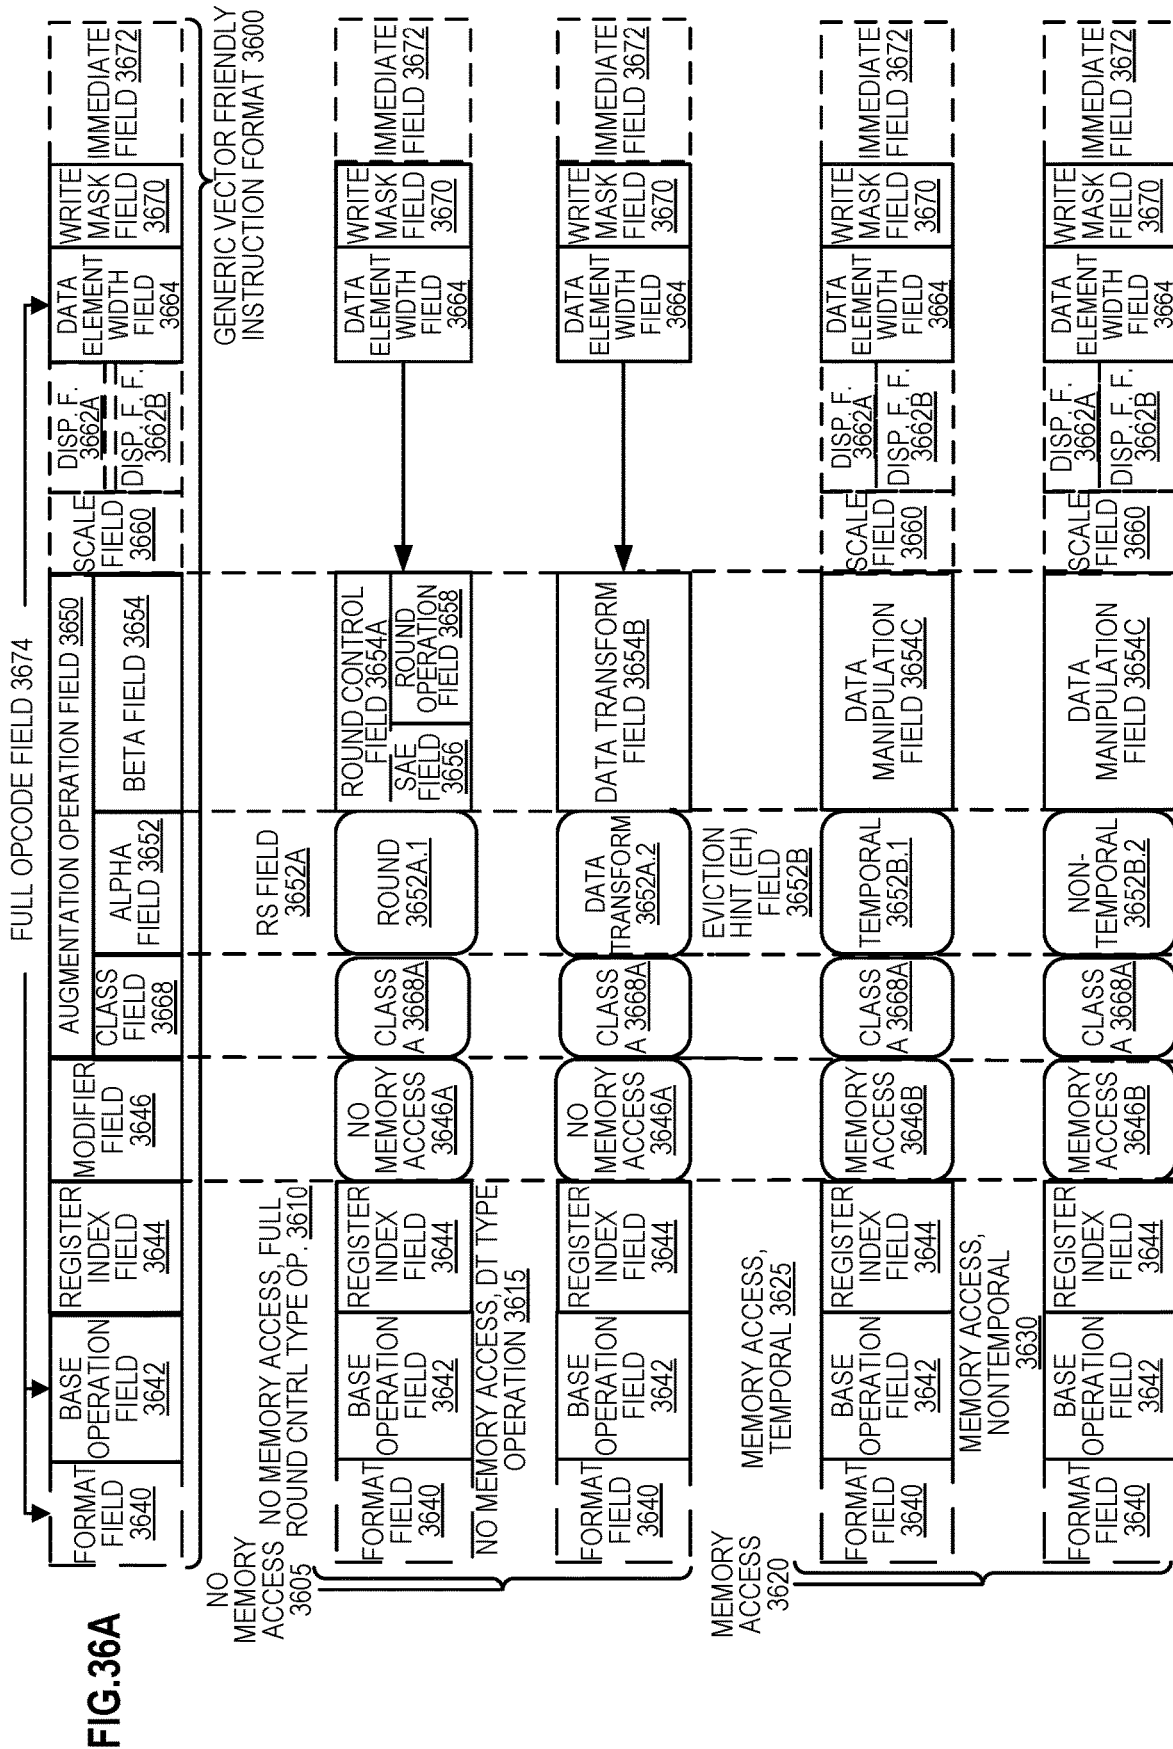 FIG.36A
FULL OPCODE FIELD 3674
FORMAT
FIELD
3640
BASE
OPERATION
FIELD
3642
REGISTER
INDEX
FIELD
3644
MODIFIER
FIELD
3646
AUGMENTATION OPERATION FIELD 3650
CLASS
FIELD
3668
ALPHA
FIELD 3652
BETA FIELD 3654
SCALE
FIELD
3660
DISP. F.
3662A
DISP. F. F.
3662B
DATA
ELEMENT
WIDTH
FIELD
3664
WRITE
MASK
FIELD
3670
IMMEDIATE
FIELD 3672
GENERIC VECTOR FRIENDLY
INSTRUCTION FORMAT 3600
NO
MEMORY
ACCESS
3605
NO MEMORY ACCESS, FULL
ROUND CNTRL TYPE OP. 3610
RS FIELD
3652A
FORMAT
FIELD
3640
BASE
OPERATION
FIELD
3642
REGISTER
INDEX
FIELD
3644
NO
MEMORY
ACCESS
3646A
CLASS
A 3668A
ROUND
3652A.1
ROUND CONTROL
FIELD 3654A
SAE
FIELD
3656
ROUND
OPERATION
FIELD 3658
DATA
ELEMENT
WIDTH
FIELD
3664
WRITE
MASK
FIELD
3670
IMMEDIATE
FIELD 3672
NO MEMORY ACCESS, DT TYPE
OPERATION 3615
FORMAT
FIELD
3640
BASE
OPERATION
FIELD
3642
REGISTER
INDEX
FIELD
3644
NO
MEMORY
ACCESS
3646A
CLASS
A 3668A
DATA
TRANSFORM
3652A.2
DATA TRANSFORM
FIELD 3654B
DATA
ELEMENT
WIDTH
FIELD
3664
WRITE
MASK
FIELD
3670
IMMEDIATE
FIELD 3672
MEMORY
ACCESS
3620
MEMORY ACCESS,
TEMPORAL 3625
EVICTION
HINT (EH)
FIELD
3652B
FORMAT
FIELD
3640
BASE
OPERATION
FIELD
3642
REGISTER
INDEX
FIELD
3644
MEMORY
ACCESS
3646B
CLASS
A 3668A
TEMPORAL
3652B.1
DATA
MANIPULATION
FIELD 3654C
SCALE
FIELD
3660
DISP. F.
3662A
DISP. F. F.
3662B
DATA
ELEMENT
WIDTH
FIELD
3664
WRITE
MASK
FIELD
3670
IMMEDIATE
FIELD 3672
MEMORY ACCESS,
NONTEMPORAL
3630
FORMAT
FIELD
3640
BASE
OPERATION
FIELD
3642
REGISTER
INDEX
FIELD
3644
MEMORY
ACCESS
3646B
CLASS
A 3668A
NON-
TEMPORAL
3652B.2
DATA
MANIPULATION
FIELD 3654C
SCALE
FIELD
3660
DISP. F.
3662A
DISP. F. F.
3662B
DATA
ELEMENT
WIDTH
FIELD
3664
WRITE
MASK
FIELD
3670
IMMEDIATE
FIELD 3672